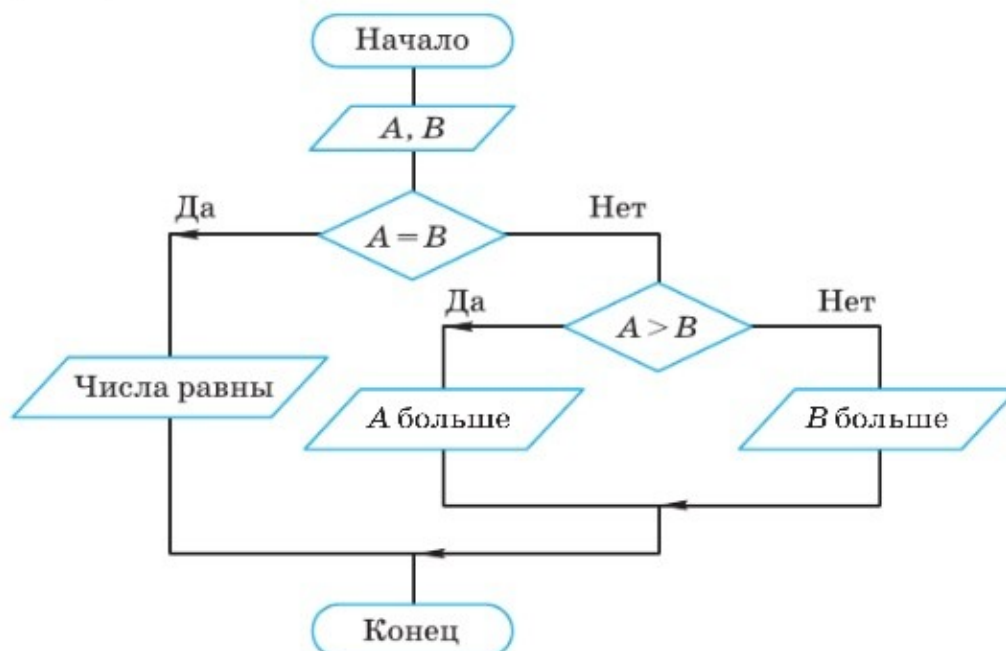 Начало
A, B
Да
Нет
A = B
Да
Нет
A > B
Числа равны
A больше
B больше
Конец